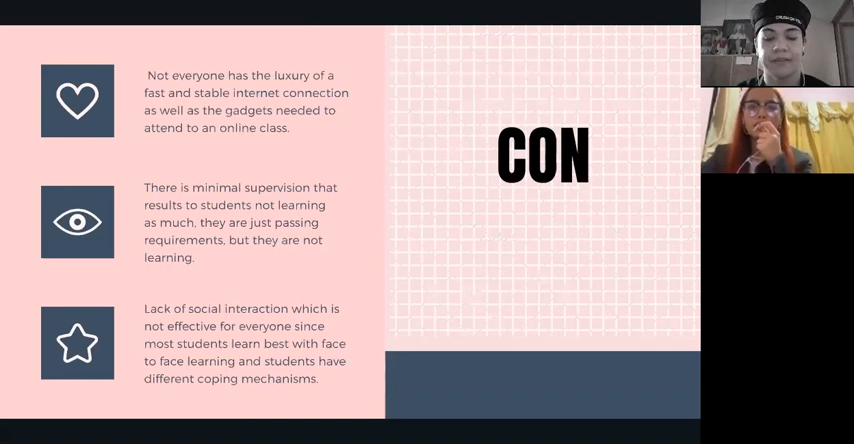 Not everyone has the luxury of a
fast and stable internet connection
as well as the gadgets needed to
attend to an online class.
There is minimal supervision that
results to students not learning
as much, they are just passing
requirements, but they are not
learning.
Lack of social interaction which is
not effective for everyone since
most students learn best with face
to face learning and students have
different coping mechanisms.
CON